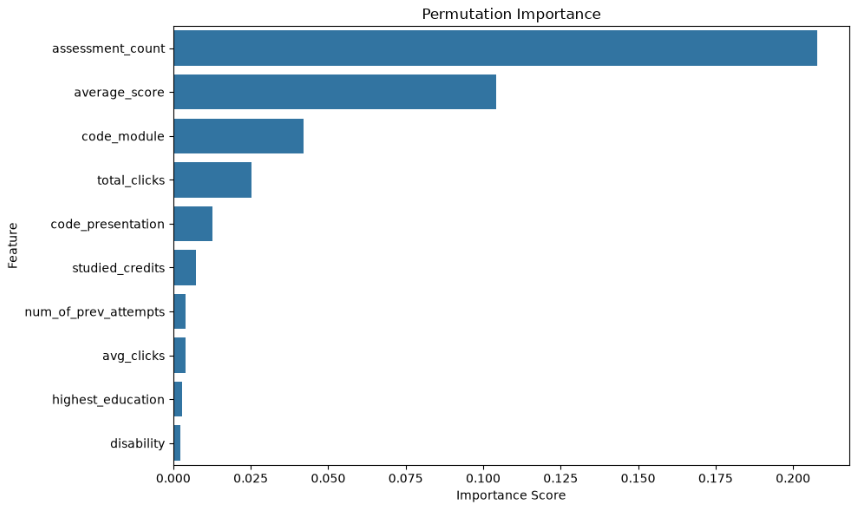 Permutation Importance
Feature
assessment_count
average_score
code_module
total_clicks
code_presentation
studied_credits
num_of_prev_attempts
avg_clicks
highest_education
disability
0.000 0.025 0.050 0.075 0.100 0.125 0.150 0.175 0.200
Importance Score